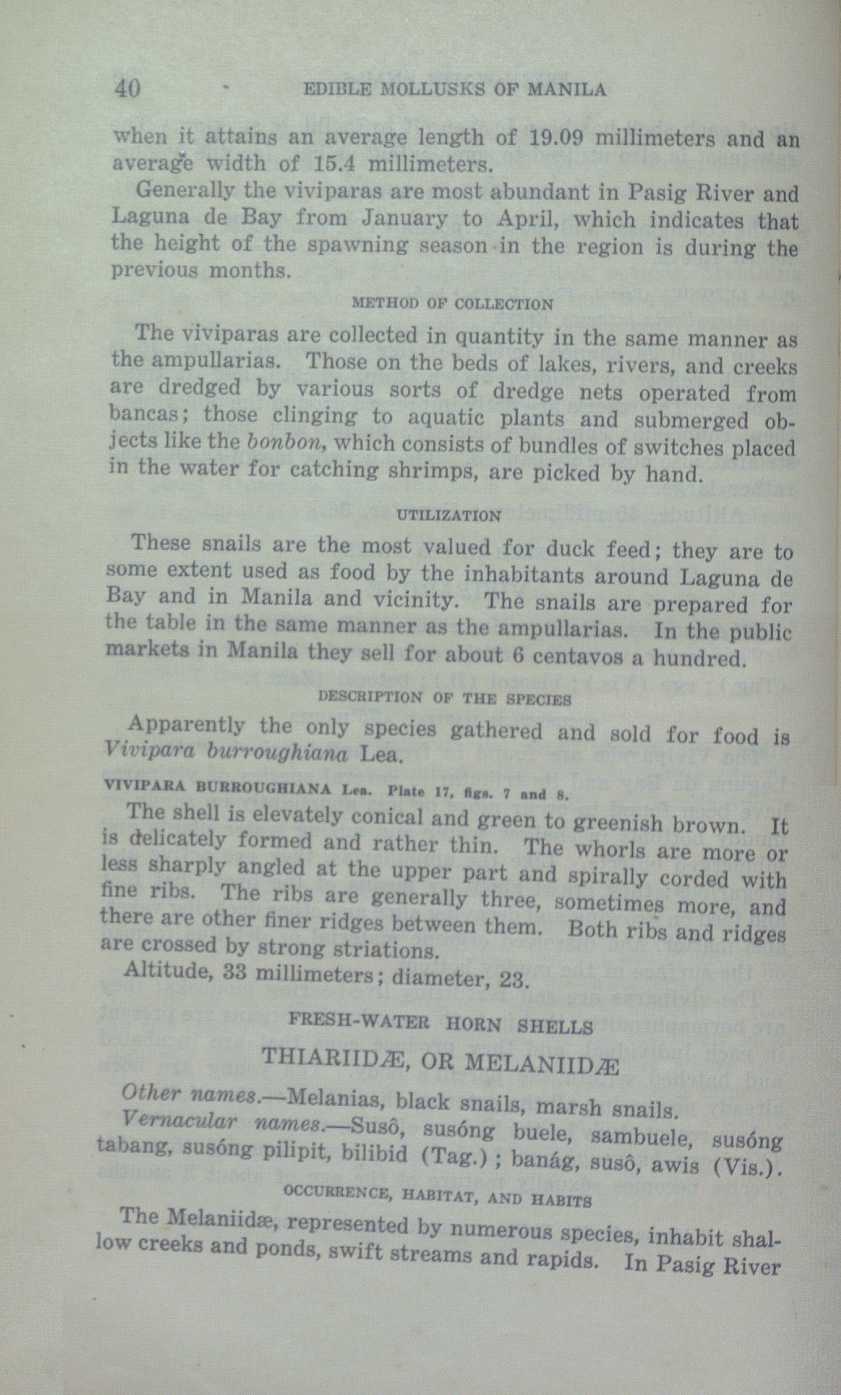 40 EDIBLE MOLLUSKS OF MANILA
when it attains an average length of 19.09 millimeters and an
average width of 15.4 millimeters.
Generally the viviparas are most abundant in Pasig River and
Laguna de Bay from January to April, which indicates that
the height of the spawning season in the region is during the
previous months.
METHOD OF COLLECTION
The viviparas are collected in quantity in the same manner as
the ampullarias. Those on the beds of lakes, rivers, and creeks
are dredged by various sorts of dredge nets operated from
bancas; those clinging to aquatic plants and submerged ob-
jects like the bonbon, which consists of bundles of switches placed
in the water for catching shrimps, are picked by hand.
UTILIZATION
These snails are the most valued for duck feed; they are to
some extent used as food by the inhabitants around Laguna de
Bay and in Manila and vicinity. The snails are prepared for
the table in the same manner as the ampullarias. In the public
markets in Manila they sell for about 6 centavos a hundred.
DESCRIPTION OF THE SPECIES
Apparently the only species gathered and sold for food is
Vivipara burroughiana Lea.
VIVIPARA BURROUGHIANA Lea. Plate 17, figs. 7 and 8.
The shell is elevately conical and green to greenish brown. It
is delicately formed and rather thin. The whorls are more or
less sharply angled at the upper part and spirally corded with
fine ribs. The ribs are generally three, sometimes more, and
there are other finer ridges between them. Both ribs and ridges
are crossed by strong striations.
Altitude, 33 millimeters; diameter, 23.
FRESH-WATER HORN SHELLS
THIARIIDÆ, OR MELANIIDÆ
Other names.—Melanias, black snails, marsh snails.
Vernacular names.—Susô, susóng buele, sambuele, susóng
tabang, susóng pilipit, bilibid (Tag.); banág, susô, awis (Vis.).
OCCURRENCE, HABITAT, AND HABITS
The Melaniidæ, represented by numerous species, inhabit shal-
low creeks and ponds, swift streams and rapids. In Pasig River